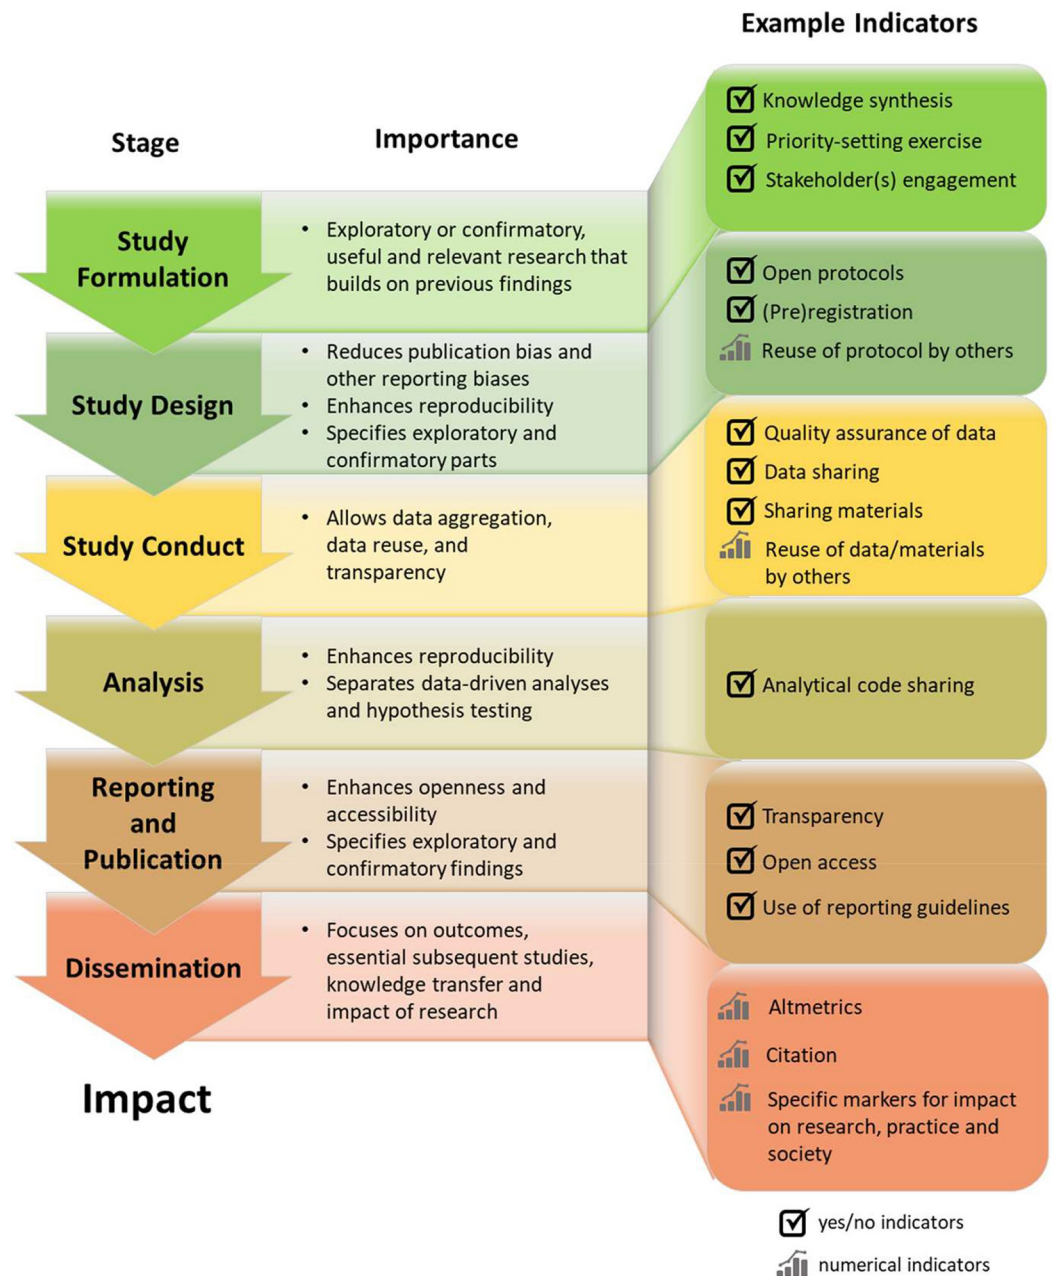 Example Indicators
Stage
Importance
Study
Formulation
• Exploratory or confirmatory,
useful and relevant research that
builds on previous findings
Knowledge synthesis
Priority-setting exercise
Stakeholder(s) engagement
Study Design
• Reduces publication bias and
other reporting biases
• Enhances reproducibility
• Specifies exploratory and
confirmatory parts
Open protocols
(Pre)registration
Reuse of protocol by others
Study Conduct
• Allows data aggregation,
data reuse, and
transparency
Quality assurance of data
Data sharing
Sharing materials
Reuse of data/materials
by others
Analysis
• Enhances reproducibility
• Separates data-driven analyses
and hypothesis testing
Analytical code sharing
Reporting
and
Publication
• Enhances openness and
accessibility
• Specifies exploratory and
confirmatory findings
Transparency
Open access
Use of reporting guidelines
Dissemination
• Focuses on outcomes,
essential subsequent studies,
knowledge transfer and
impact of research
Altmetrics
Citation
Specific markers for impact
on research, practice and
society
Impact
yes/no indicators
numerical indicators